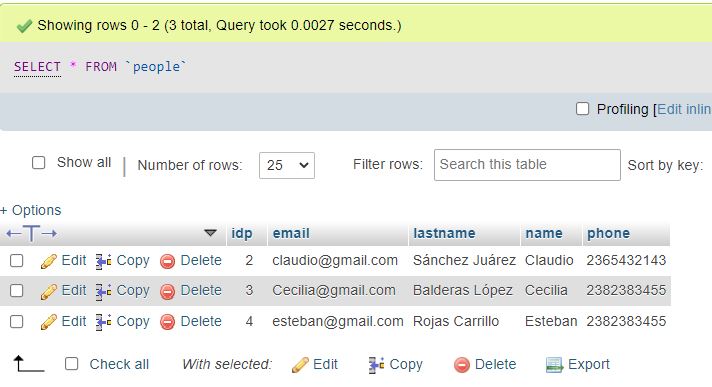 Showing rows 0 - 2 (3 total, Query took 0.0027 seconds.)
SELECT * FROM `people`
Profiling [Edit inlin
Show all | Number of rows: 25 Filter rows: Search this table Sort by key:
+ Options
←T→ idp email lastname name phone
Edit Copy Delete 2 claudio@gmail.com Sánchez Juárez Claudio 2365432143
Edit Copy Delete 3 Cecilia@gmail.com Balderas López Cecilia 2382383455
Edit Copy Delete 4 esteban@gmail.com Rojas Carrillo Esteban 2382383455
Check all With selected: Edit Copy Delete Export